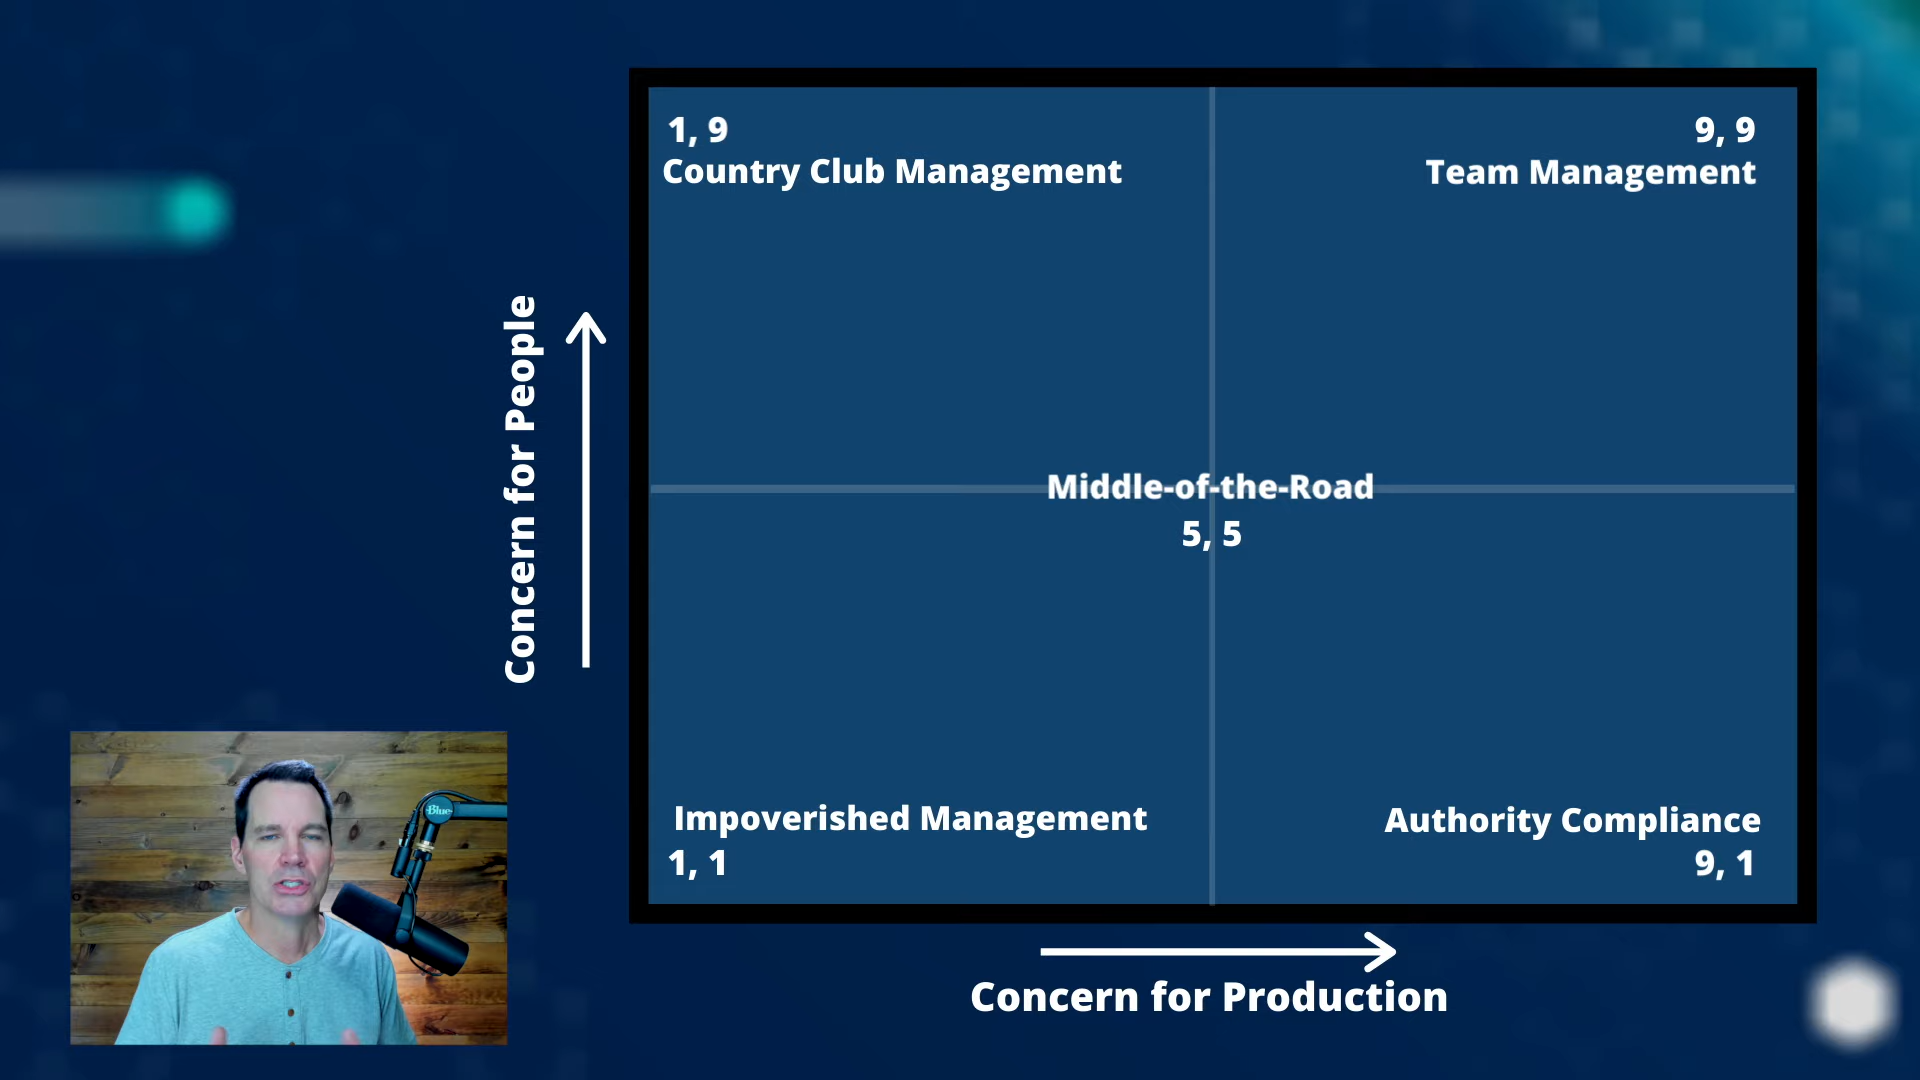 1, 9
Country Club Management
9, 9
Team Management
Concern for People
Middle-of-the-Road
5, 5
Impoverished Management
1, 1
Authority Compliance
9, 1
Concern for Production
Blue